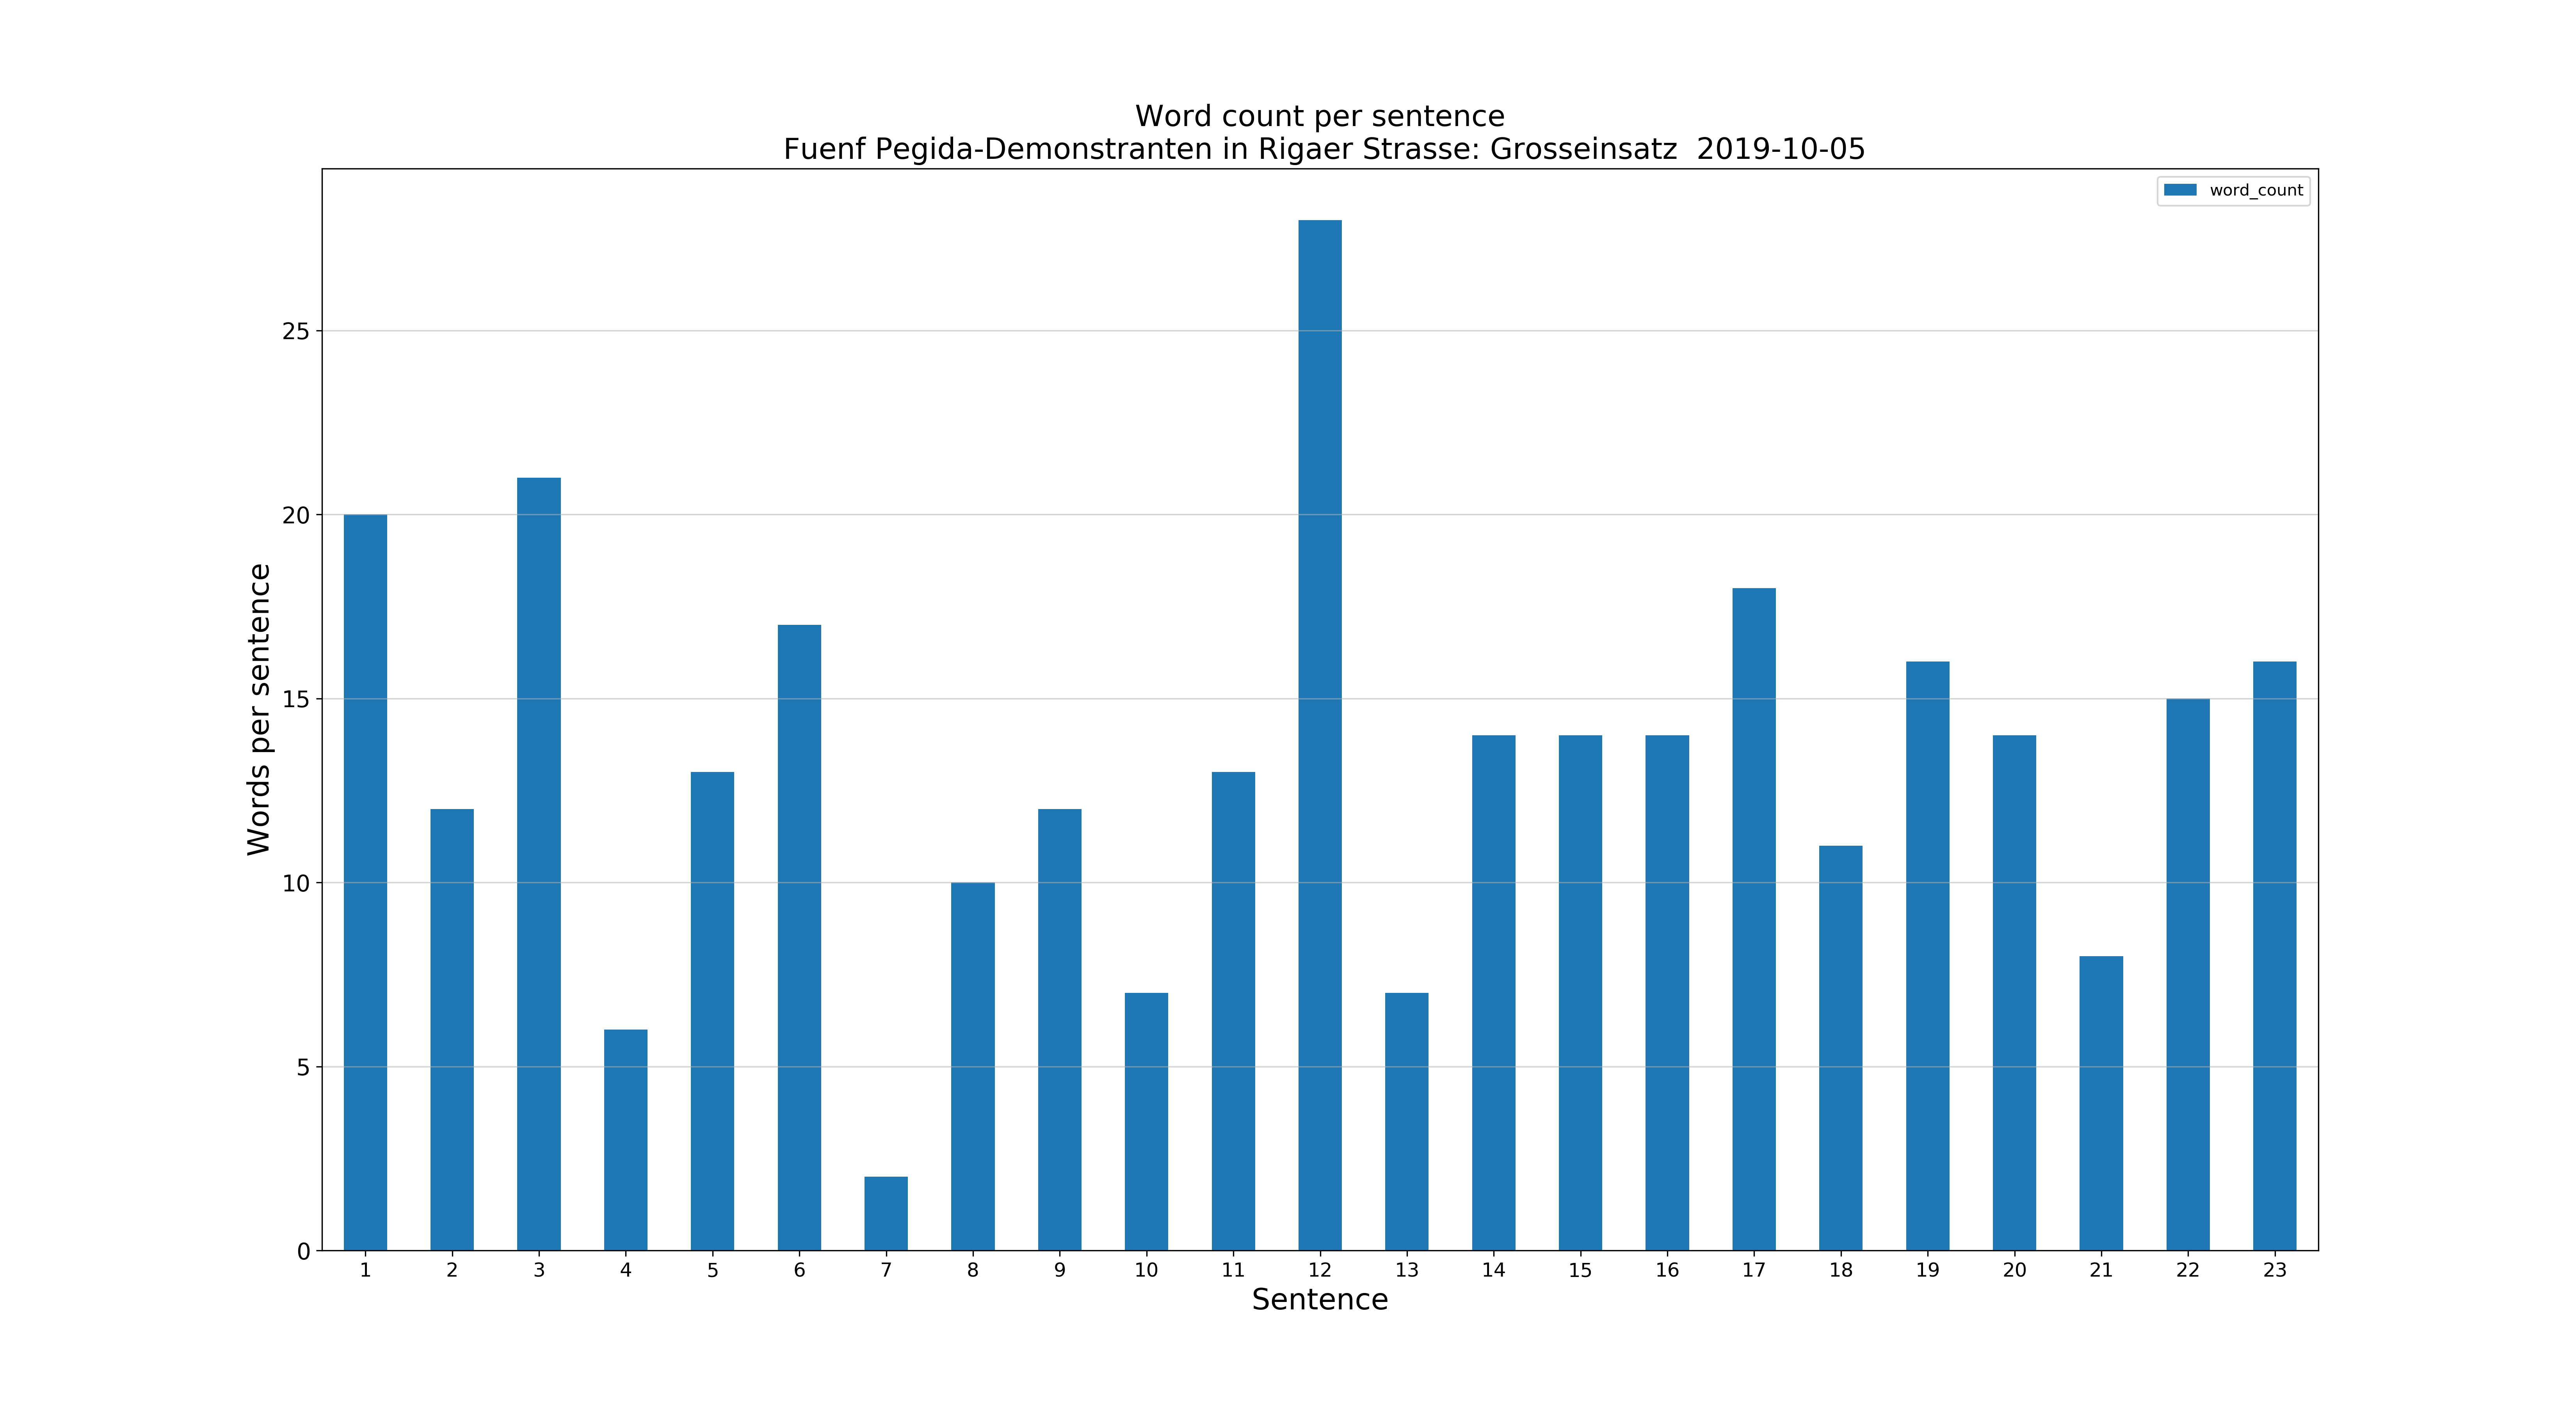 Word count per sentence
Fuenf Pegida-Demonstranten in Rigaer Strasse: Grosseinsatz  2019-10-05
word_count
25
20
15
10
5
0
Words per sentence
1 2 3 4 5 6 7 8 9 10 11 12 13 14 15 16 17 18 19 20 21 22 23
Sentence